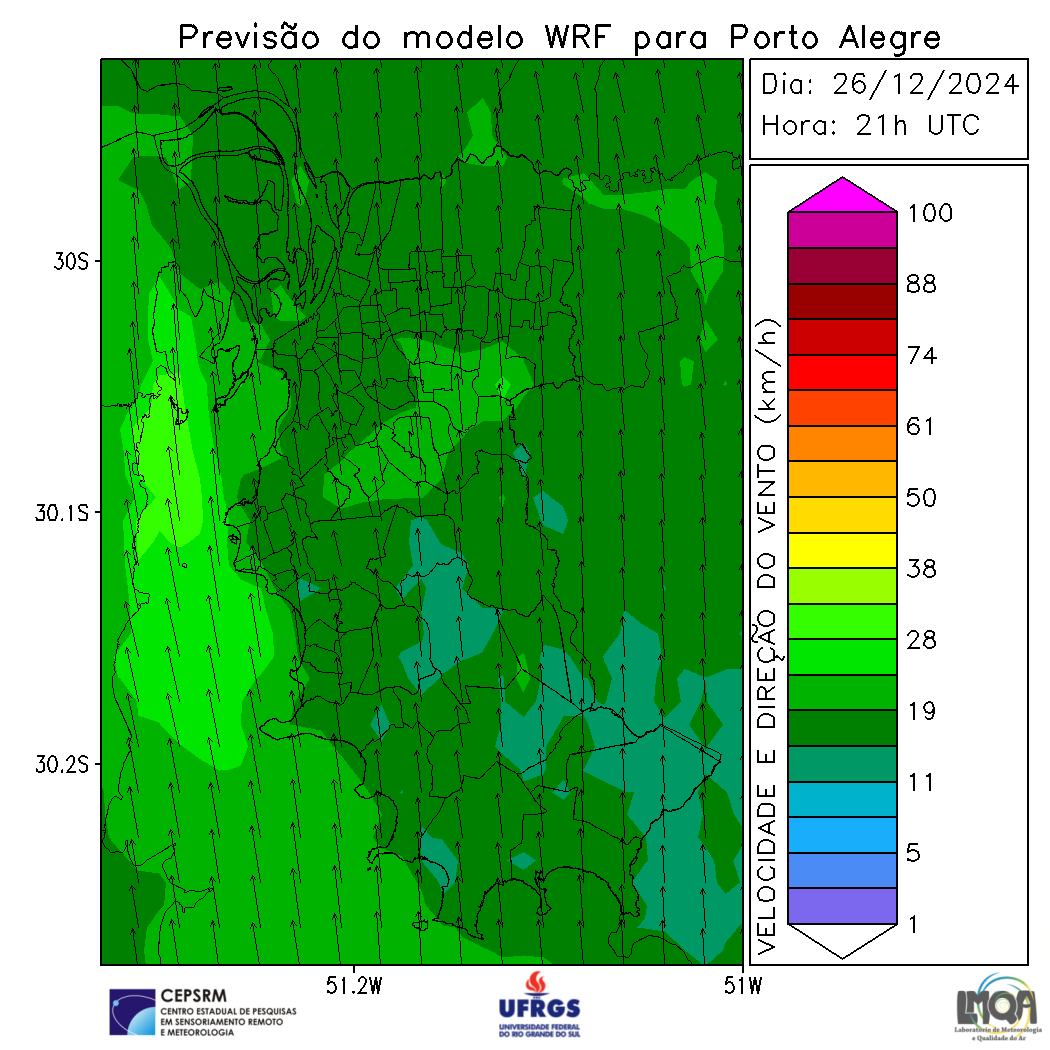 Previsão do modelo WRF para Porto Alegre
Dia: 26/12/2024
Hora: 21h UTC
VELOCIDADE E DIREÇÃO DO VENTO (km/h)
100
88
74
61
50
38
28
19
11
5
1
30S
30.1S
30.2S
51.2W
51W
CEPSRM
CENTRO ESTADUAL DE PESQUISAS
EM SENSORIAMENTO REMOTO
E METEOROLOGIA
UFRGS
UNIVERSIDADE FEDERAL
DO RIO GRANDE DO SUL
LMQA
Laboratório de Meteorologia
e Qualidade do Ar